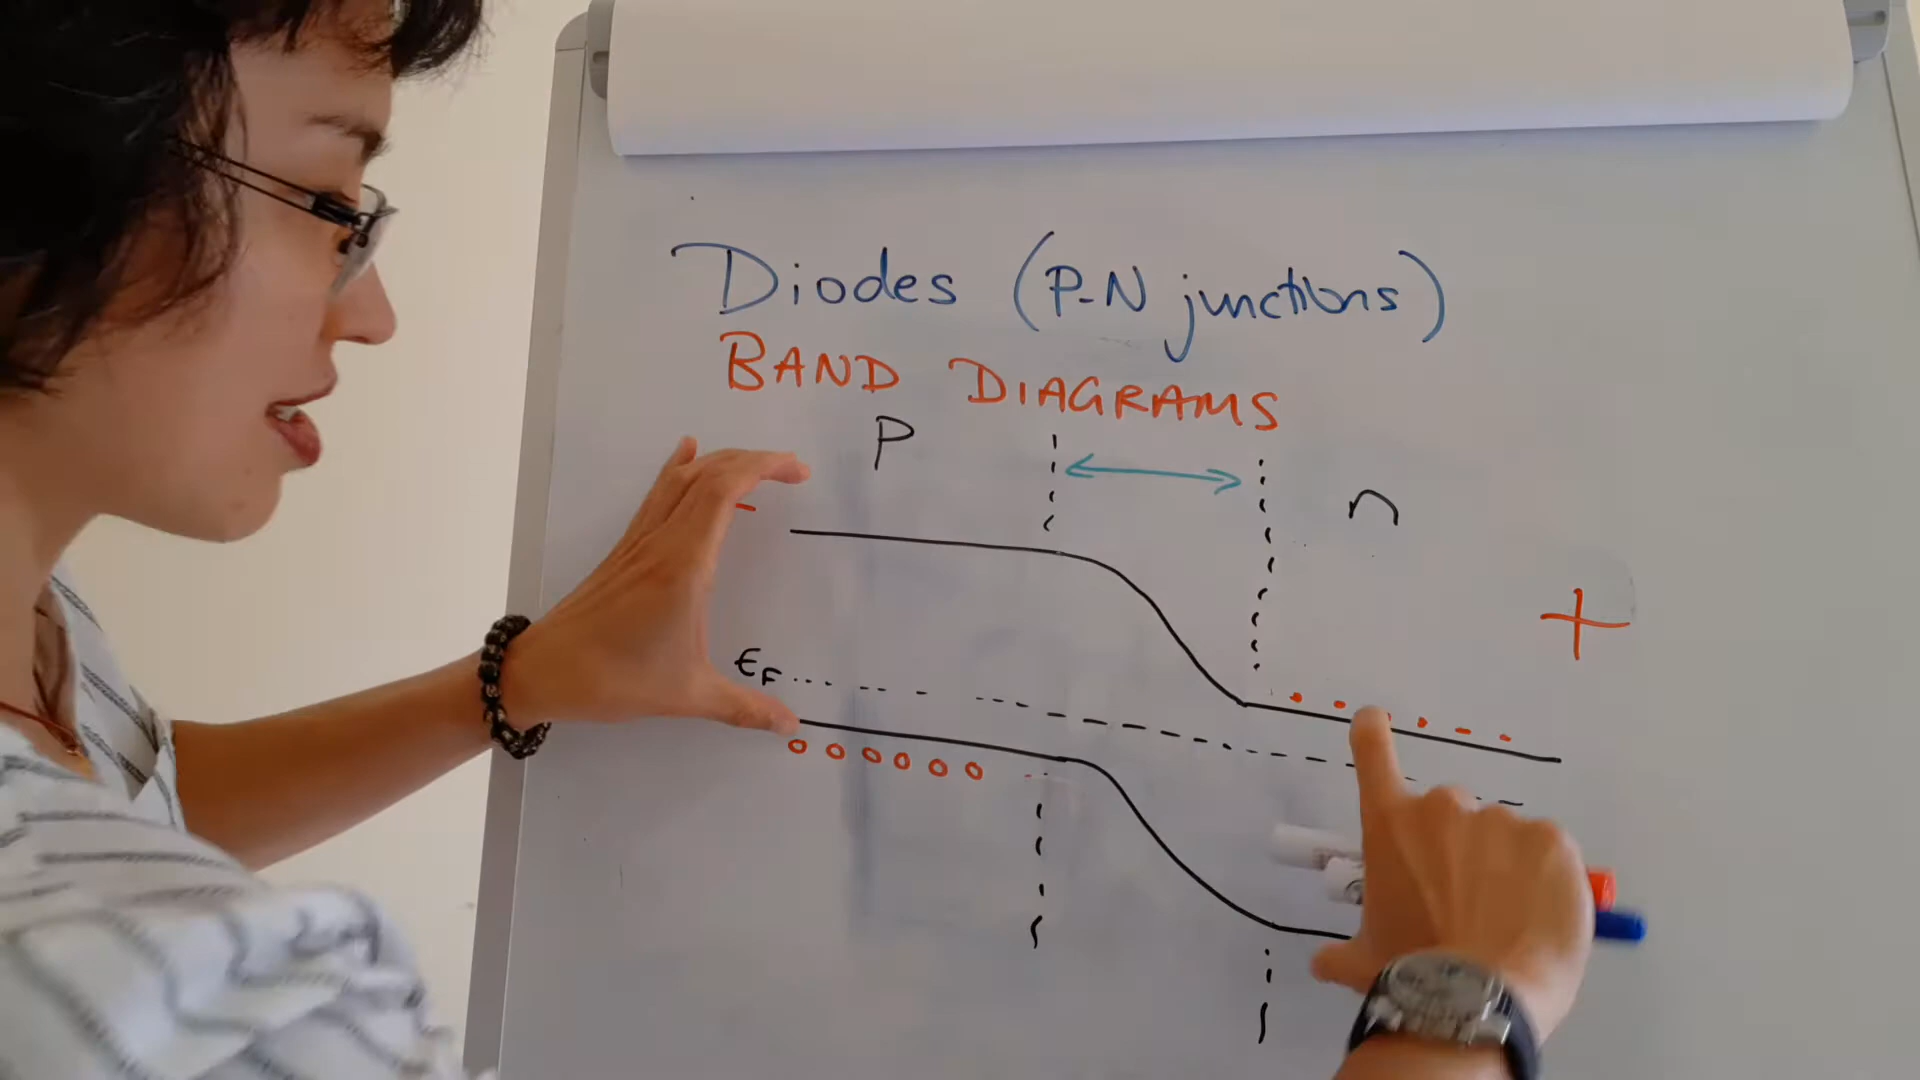 Diodes (P-N junctions)
BAND DIAGRAMS
P
n
-
+
EF